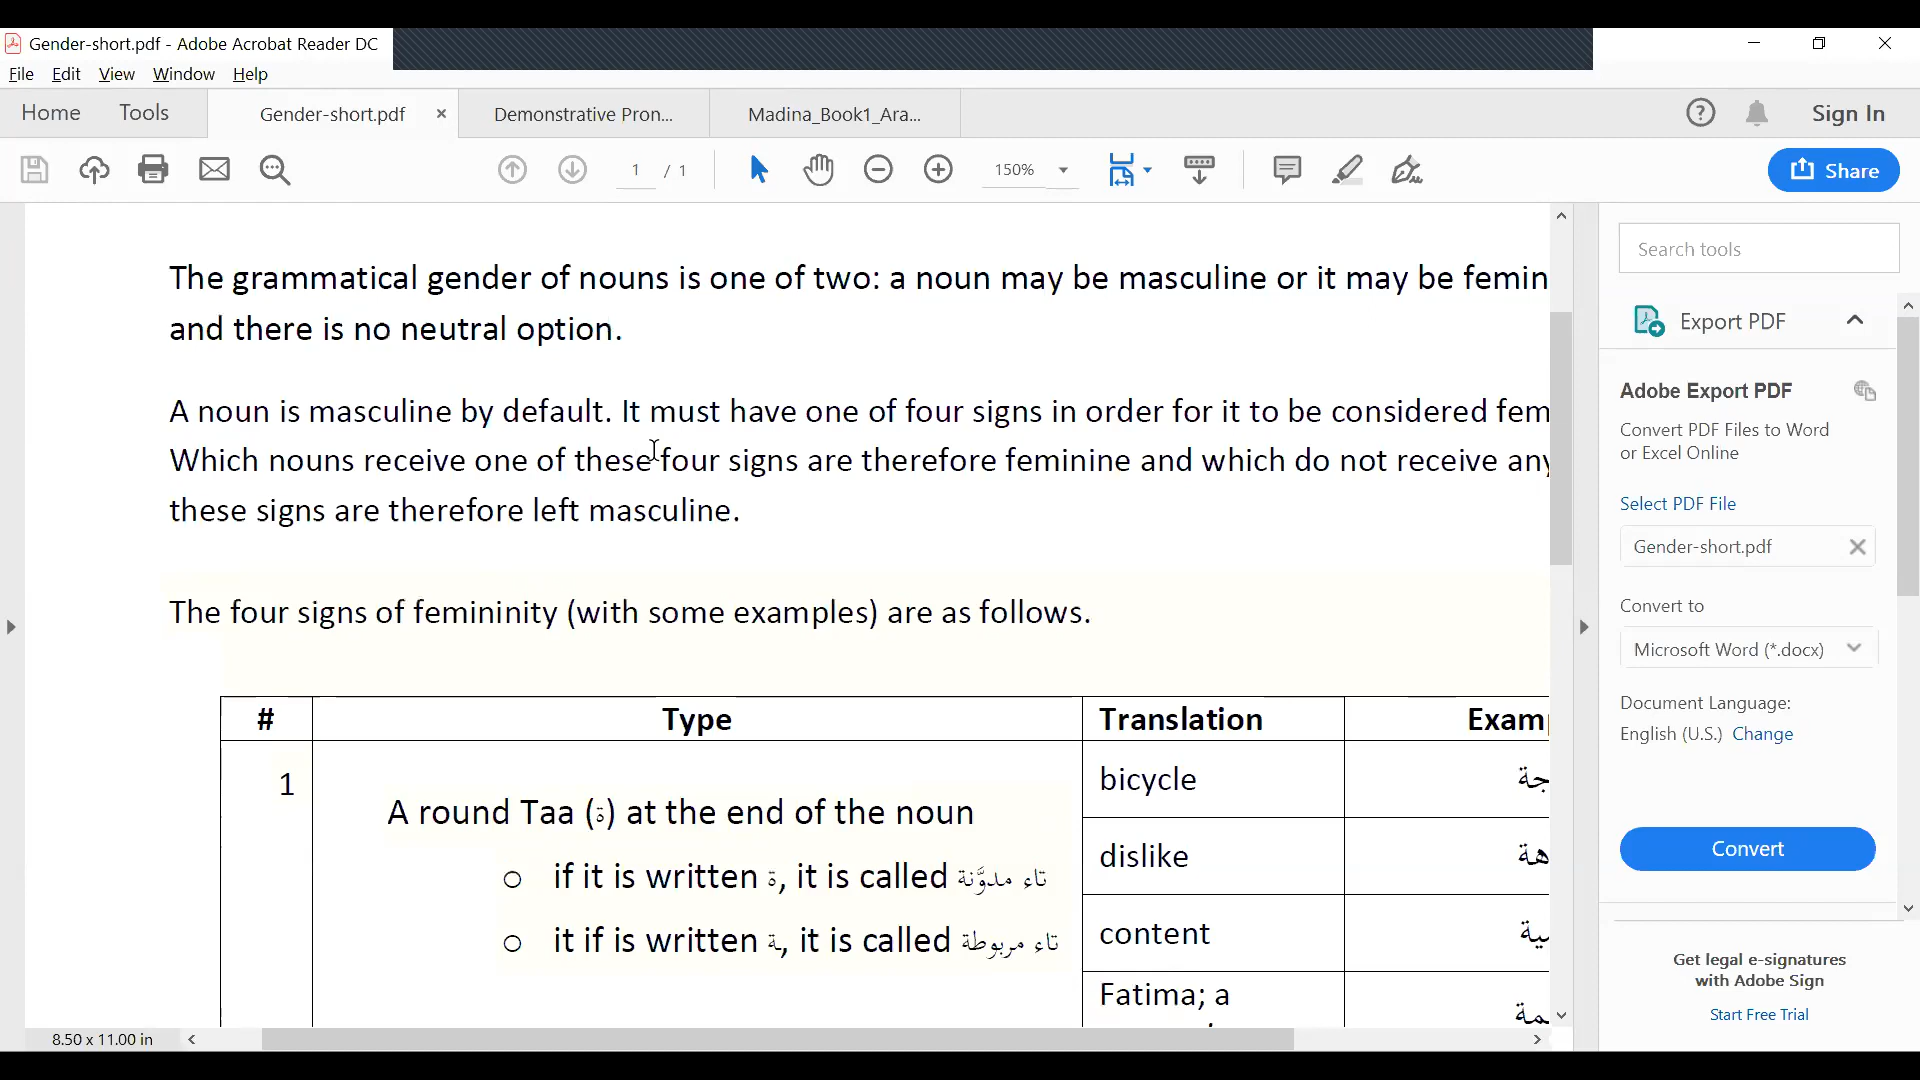 Gender-short.pdf - Adobe Acrobat Reader DC
File Edit View Window Help
Home Tools Gender-short.pdf × Demonstrative Pron... Madina_Book1_Ara... Sign In
1 / 1 150% Share
The grammatical gender of nouns is one of two: a noun may be masculine or it may be femin
and there is no neutral option.
A noun is masculine by default. It must have one of four signs in order for it to be considered fem
Which nouns receive one of these four signs are therefore feminine and which do not receive any
these signs are therefore left masculine.
The four signs of femininity (with some examples) are as follows.
# Type Translation Examp
1
A round Taa (ة) at the end of the noun
o if it is written ة, it is called تاء مدوَّنة
o it if is written ـة, it is called تاء مربوطة
bicycle جة
dislike هة
content ـية
Fatima; a ـمة
8.50 x 11.00 in
Search tools
Export PDF
Adobe Export PDF
Convert PDF Files to Word
or Excel Online
Select PDF File
Gender-short.pdf
Convert to
Microsoft Word (*.docx)
Document Language:
English (U.S.) Change
Convert
Get legal e-signatures
with Adobe Sign
Start Free Trial